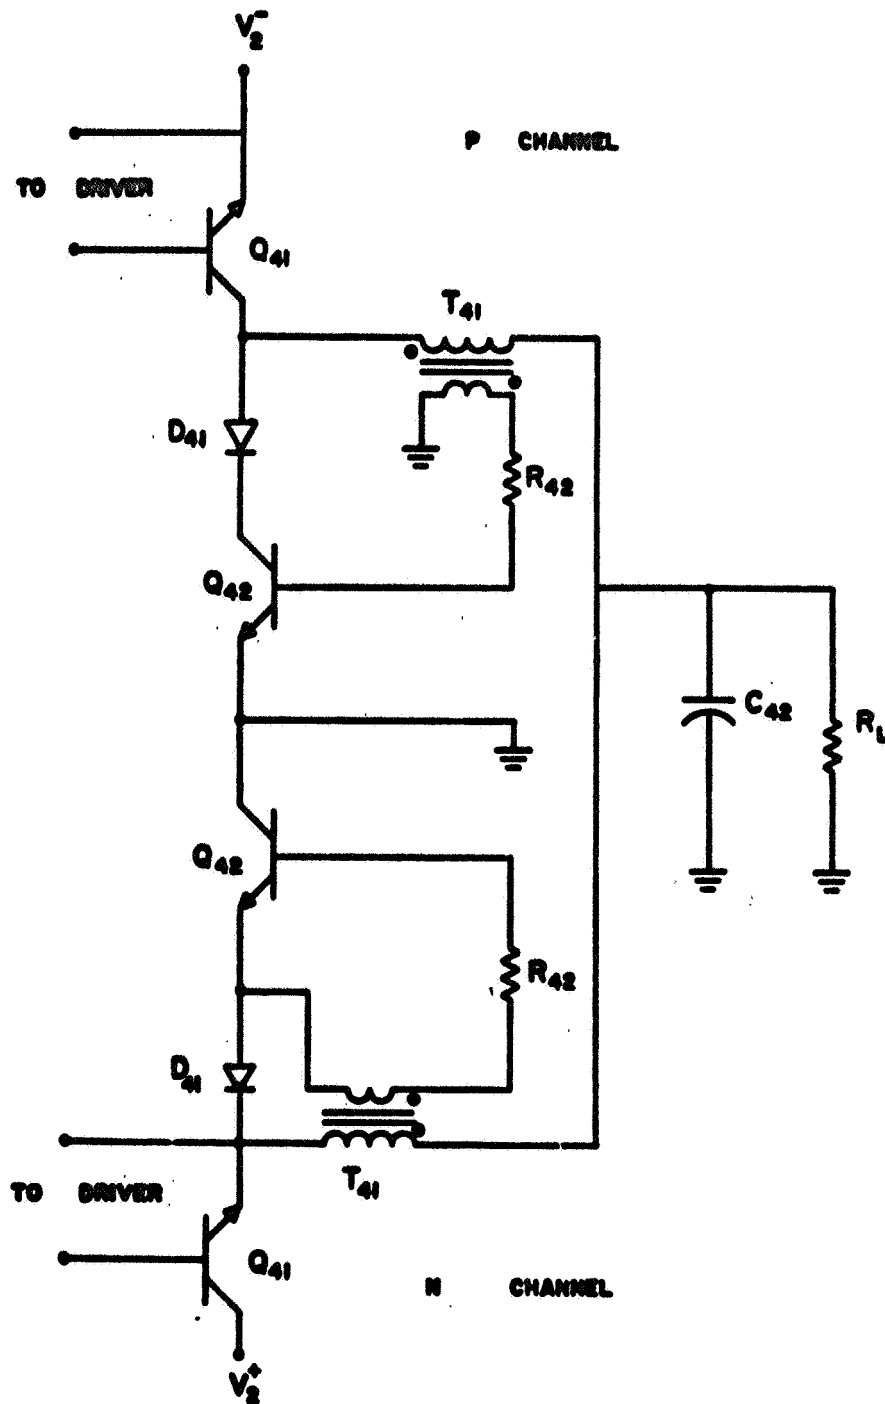 V₂⁻
P CHANNEL
TO DRIVER
Q₄₁
T₄₁
D₄₁
R₄₂
Q₄₂
C₄₂
R_L
Q₄₂
R₄₂
D₄₁
T₄₁
TO DRIVER
Q₄₁
N CHANNEL
V₂⁺